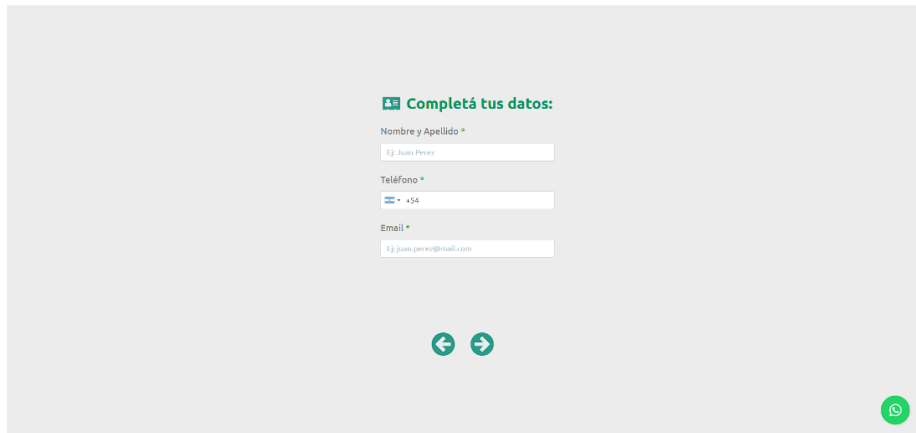 Completá tus datos:
Nombre y Apellido *
Ej: Juan Perez
Teléfono *
+54
Email *
Ej: juan.perez@mail.com